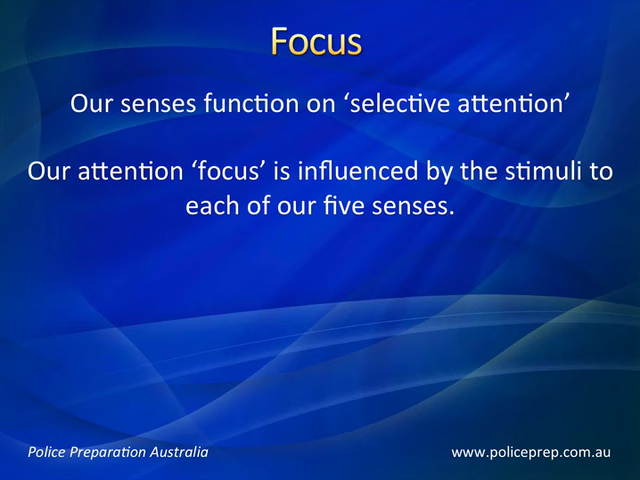 Focus
Our senses function on ‘selective attention’
Our attention ‘focus’ is influenced by the stimuli to
each of our five senses.
Police Preparation Australia
www.policeprep.com.au